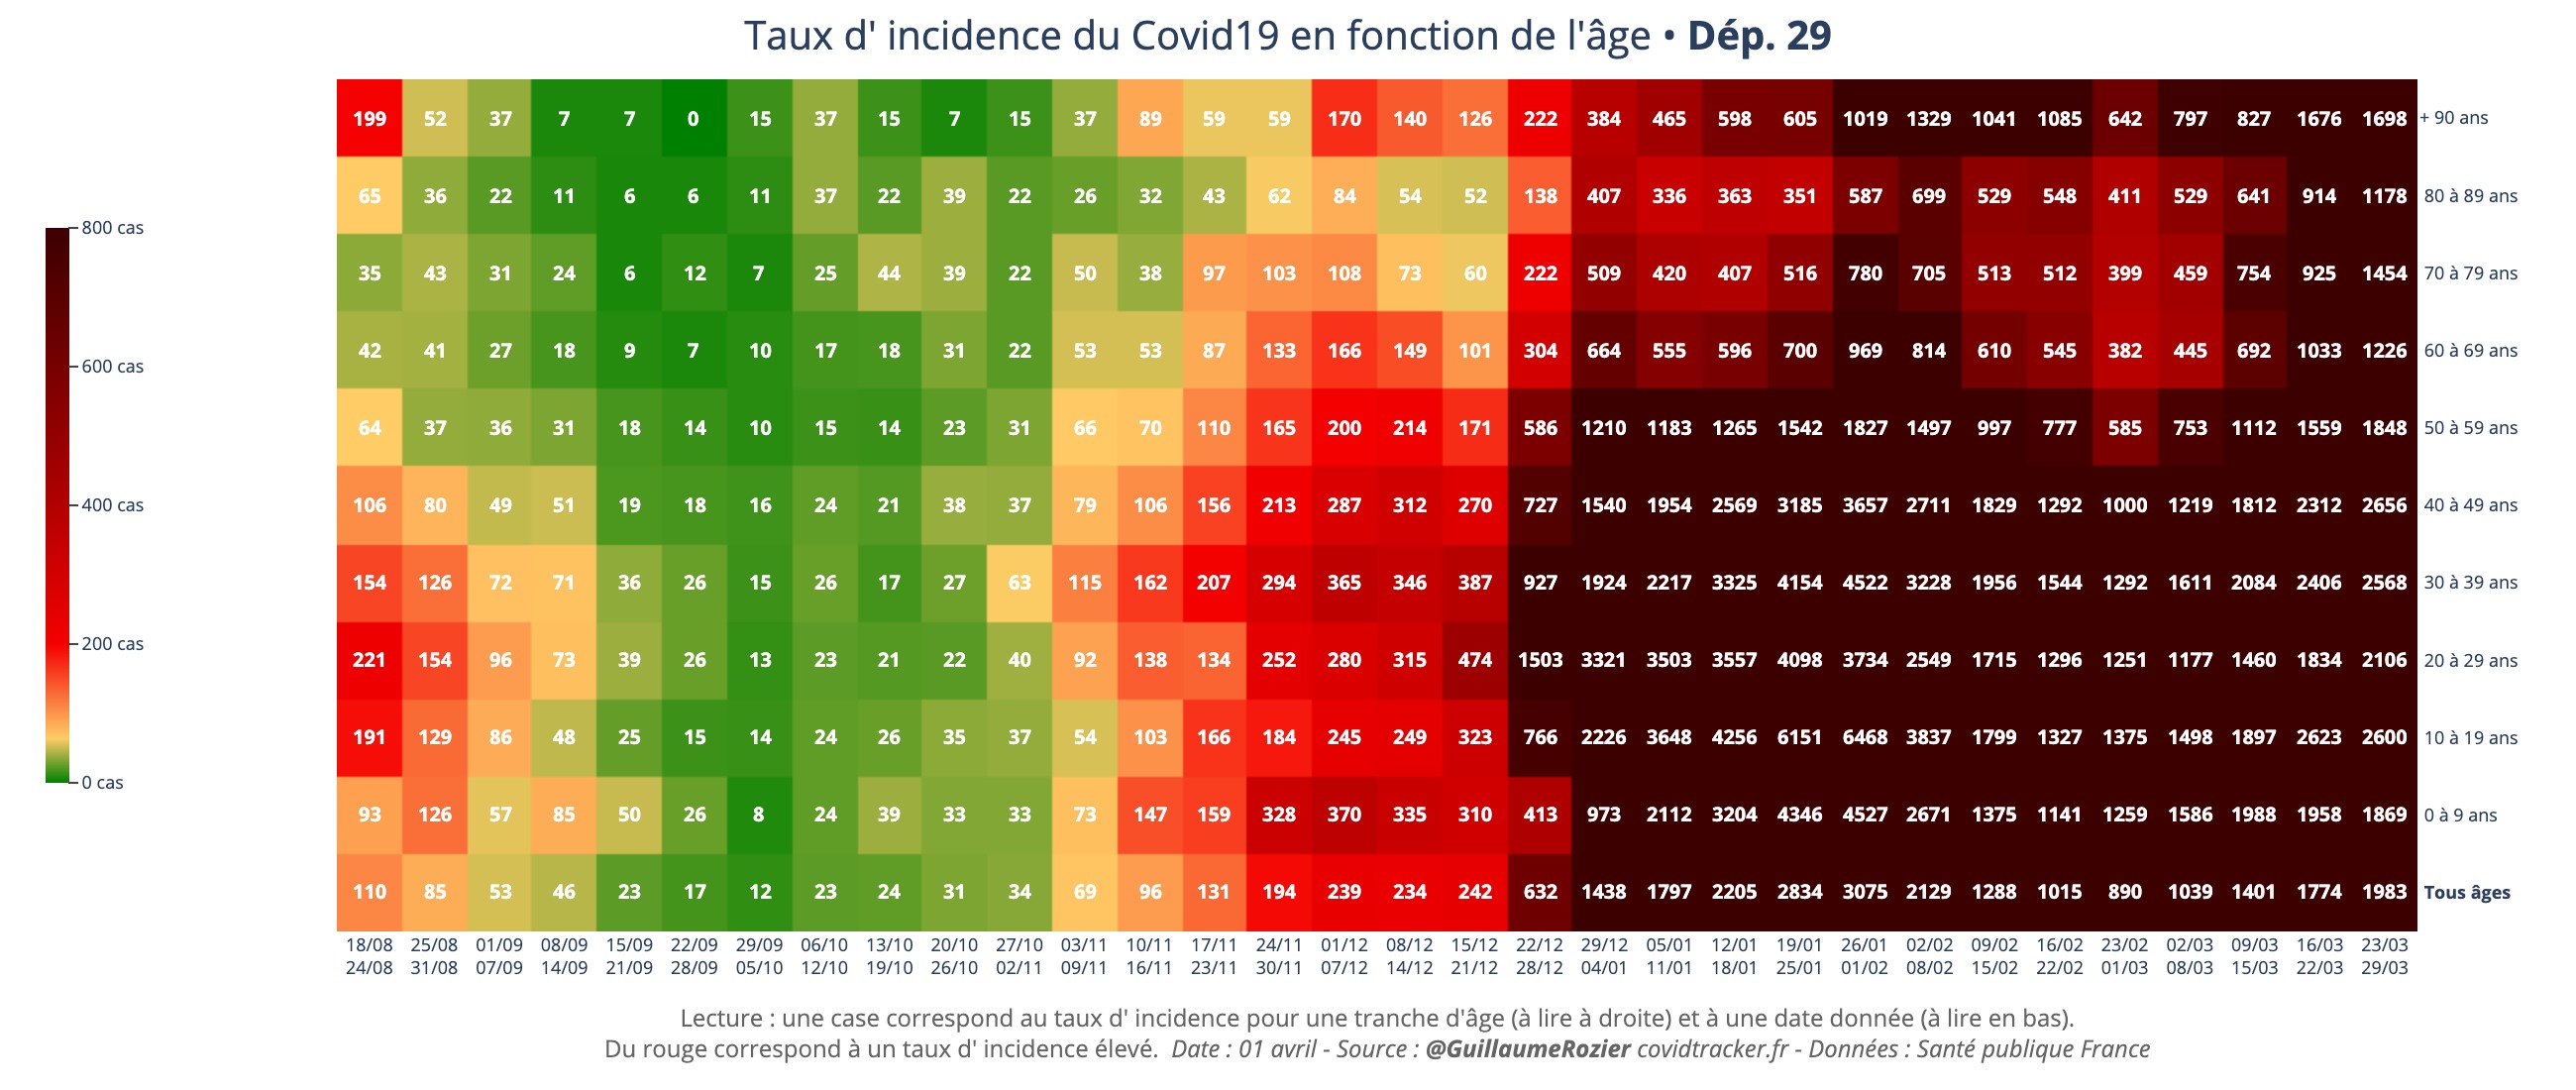 Taux d' incidence du Covid19 en fonction de l'âge • Dép. 29
800 cas
600 cas
400 cas
200 cas
0 cas
199 52 37 7 7 0 15 37 15 7 15 37 89 59 59 170 140 126 222 384 465 598 605 1019 1329 1041 1085 642 797 827 1676 1698 + 90 ans
65 36 22 11 6 6 11 37 22 39 22 26 32 43 62 84 54 52 138 407 336 363 351 587 699 529 548 411 529 641 914 1178 80 à 89 ans
35 43 31 24 6 12 7 25 44 39 22 50 38 97 103 108 73 60 222 509 420 407 516 780 705 513 512 399 459 754 925 1454 70 à 79 ans
42 41 27 18 9 7 10 17 18 31 22 53 53 87 133 166 149 101 304 664 555 596 700 969 814 610 545 382 445 692 1033 1226 60 à 69 ans
64 37 36 31 18 14 10 15 14 23 31 66 70 110 165 200 214 171 586 1210 1183 1265 1542 1827 1497 997 777 585 753 1112 1559 1848 50 à 59 ans
106 80 49 51 19 18 16 24 21 38 37 79 106 156 213 287 312 270 727 1540 1954 2569 3185 3657 2711 1829 1292 1000 1219 1812 2312 2656 40 à 49 ans
154 126 72 71 36 26 15 26 17 27 63 115 162 207 294 365 346 387 927 1924 2217 3325 4154 4522 3228 1956 1544 1292 1611 2084 2406 2568 30 à 39 ans
221 154 96 73 39 26 13 23 21 22 40 92 138 134 252 280 315 474 1503 3321 3503 3557 4098 3734 2549 1715 1296 1251 1177 1460 1834 2106 20 à 29 ans
191 129 86 48 25 15 14 24 26 35 37 54 103 166 184 245 249 323 766 2226 3648 4256 6151 6468 3837 1799 1327 1375 1498 1897 2623 2600 10 à 19 ans
93 126 57 85 50 26 8 24 39 33 33 73 147 159 328 370 335 310 413 973 2112 3204 4346 4527 2671 1375 1141 1259 1586 1988 1958 1869 0 à 9 ans
110 85 53 46 23 17 12 23 24 31 34 69 96 131 194 239 234 242 632 1438 1797 2205 2834 3075 2129 1288 1015 890 1039 1401 1774 1983 Tous âges
18/08 25/08 01/09 08/09 15/09 22/09 29/09 06/10 13/10 20/10 27/10 03/11 10/11 17/11 24/11 01/12 08/12 15/12 22/12 29/12 05/01 12/01 19/01 26/01 02/02 09/02 16/02 23/02 02/03 09/03 16/03 23/03
24/08 31/08 07/09 14/09 21/09 28/09 05/10 12/10 19/10 26/10 02/11 09/11 16/11 23/11 30/11 07/12 14/12 21/12 28/12 04/01 11/01 18/01 25/01 01/02 08/02 15/02 22/02 01/03 08/03 15/03 22/03 29/03
Lecture : une case correspond au taux d' incidence pour une tranche d'âge (à lire à droite) et à une date donnée (à lire en bas).
Du rouge correspond à un taux d' incidence élevé. Date : 01 avril - Source : @GuillaumeRozier covidtracker.fr - Données : Santé publique France